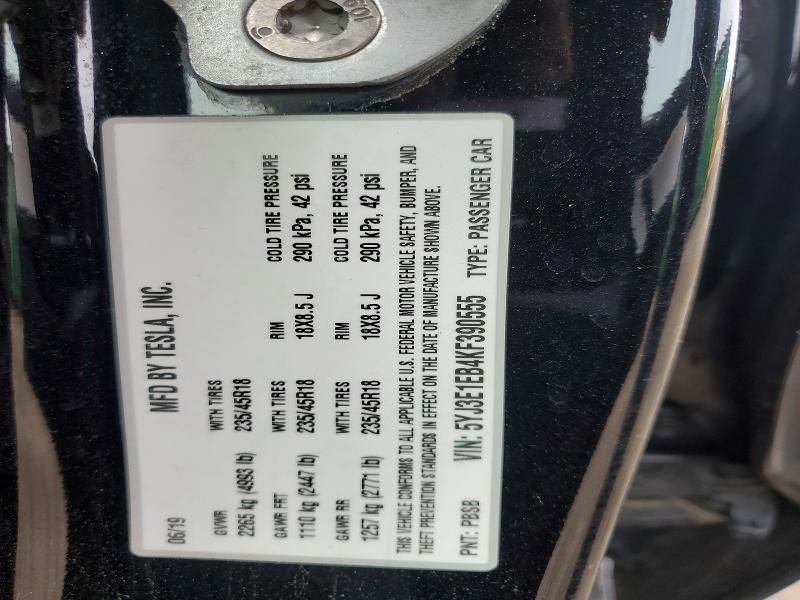 109
9
MFD BY TESLA, INC.
06/19
GVWR WITH TIRES
2265 kg (4993 lb) 235/45R18
GAWR FRT WITH TIRES RIM COLD TIRE PRESSURE
1110 kg (2447 lb) 235/45R18 18X8.5 J 290 kPa, 42 psi
GAWR RR WITH TIRES RIM COLD TIRE PRESSURE
1257 kg (2771 lb) 235/45R18 18X8.5 J 290 kPa, 42 psi
THIS VEHICLE CONFORMS TO ALL APPLICABLE U.S. FEDERAL MOTOR VEHICLE SAFETY, BUMPER, AND
THEFT PREVENTION STANDARDS IN EFFECT ON THE DATE OF MANUFACTURE SHOWN ABOVE.
PNT: PBSB VIN: 5YJ3E1EB4KF390555 TYPE: PASSENGER CAR